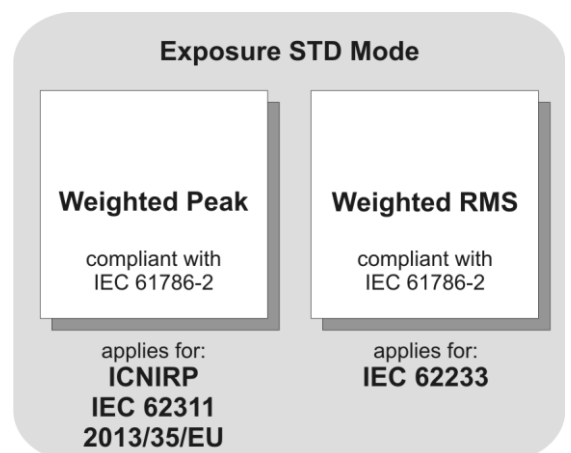 Exposure STD Mode
Weighted Peak
compliant with
IEC 61786-2
applies for:
ICNIRP
IEC 62311
2013/35/EU
Weighted RMS
compliant with
IEC 61786-2
applies for:
IEC 62233